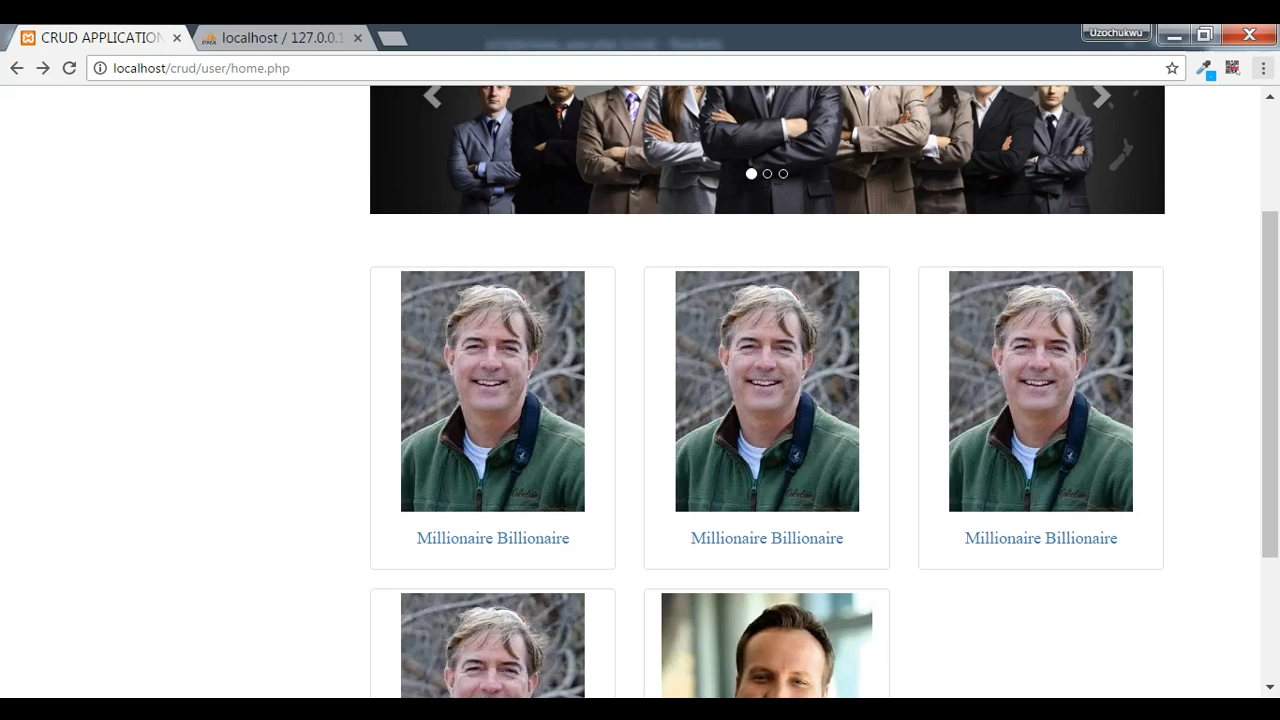 CRUD APPLICATION
localhost / 127.0.0.1
Uzochukwu
localhost/crud/user/home.php
Millionaire Billionaire
Millionaire Billionaire
Millionaire Billionaire